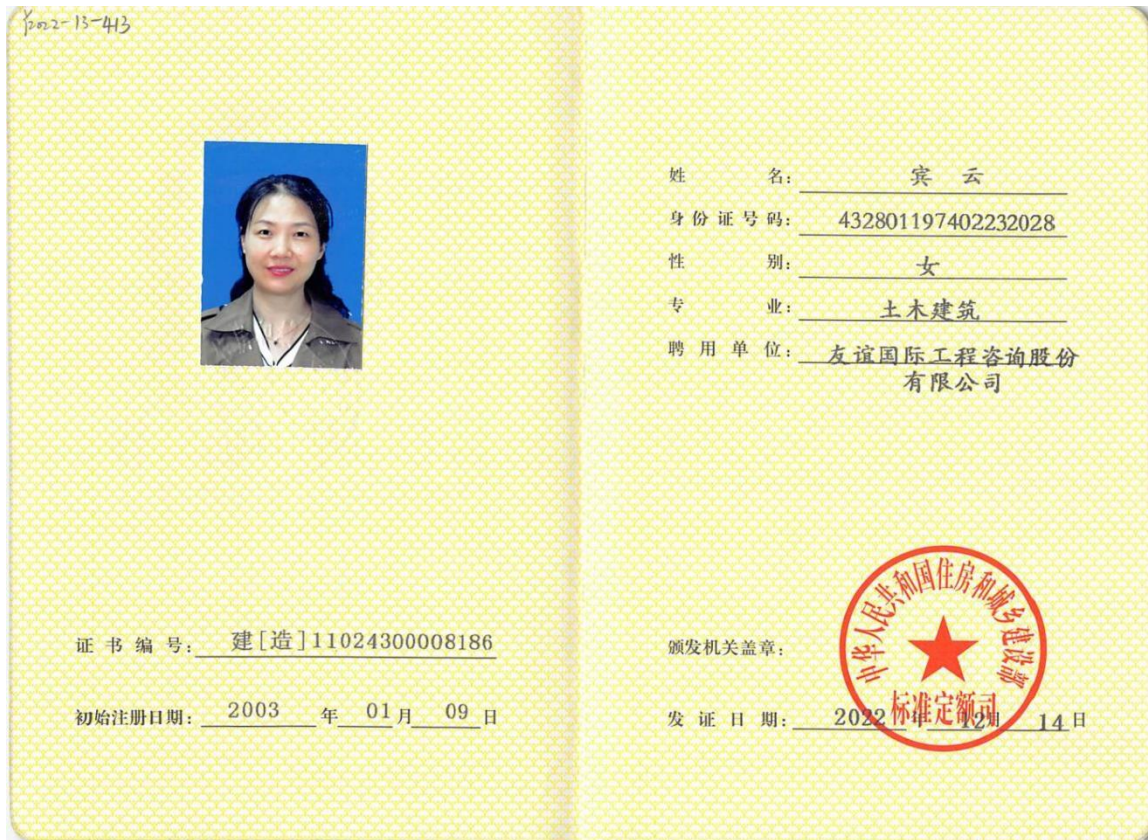 Y2022-13-413
姓 名: 宾 云
身份证号码: 432801197402232028
性 别: 女
专 业: 土木建筑
聘用单位: 友谊国际工程咨询股份
有限公司
证书编号: 建[造]11024300008186
初始注册日期: 2003 年 01 月 09 日
颁发机关盖章:
中华人民共和国住房和城乡建设部
标准定额司
发证日期: 2022 年 12 月 14 日